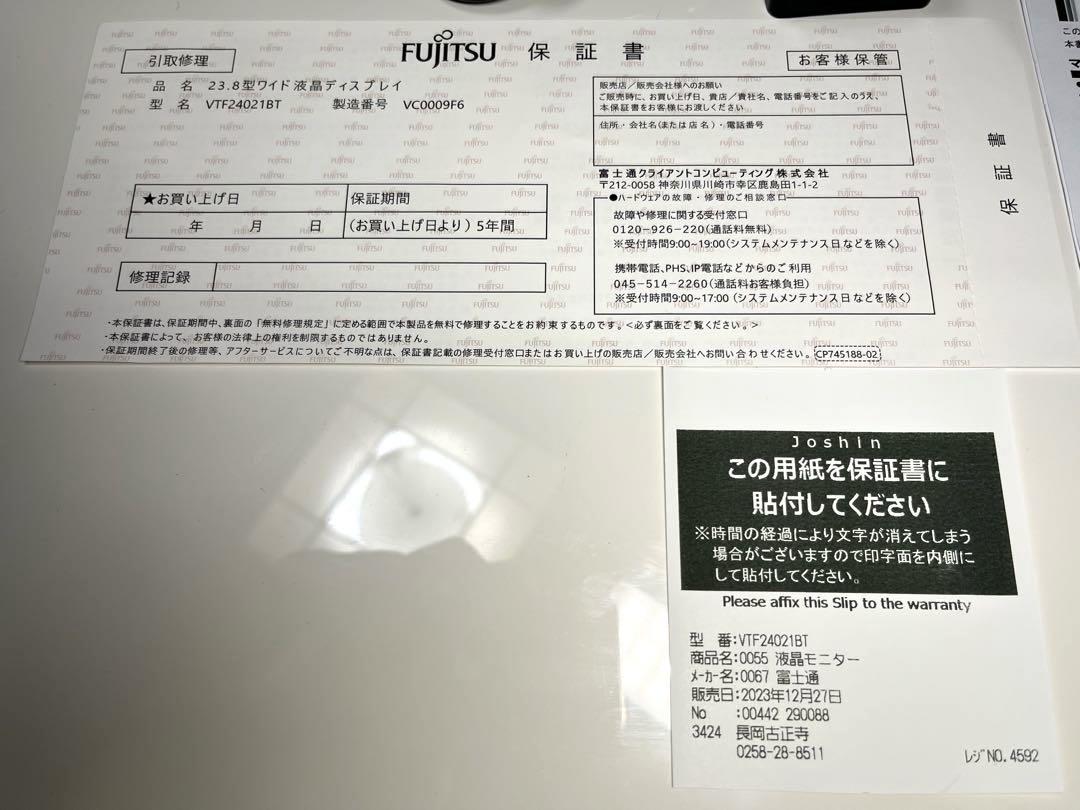 FUJITSU 保証書
引取修理
お客様保管
品名 23.8型ワイド液晶ディスプレイ
型名 VTF24021BT 製造番号 VC0009F6
販売店／販売会社様へのお願い
ご販売時に、お買い上げ日、貴店／貴社名、電話番号をご記入のうえ、
本保証書をお客様にお渡しください。
住所・会社名(または店名)・電話番号
富士通クライアントコンピューティング株式会社
〒212-0058 神奈川県川崎市幸区鹿島田1-1-2
●ハードウェアの故障・修理のご相談窓口
故障や修理に関する受付窓口
0120-926-220(通話料無料)
※受付時間9:00~19:00(システムメンテナンス日などを除く)
携帯電話、PHS、IP電話などからのご利用
045-514-2260(通話料お客様負担)
※受付時間9:00~17:00(システムメンテナンス日などを除く)
★お買い上げ日 保証期間
年 月 日 (お買い上げ日より) 5年間
修理記録
・本保証書は、保証期間中、裏面の「無料修理規定」に定める範囲で本製品を無料で修理することをお約束するものです。<必ず裏面をご覧ください。>
・本保証書によって、お客様の法律上の権利を制限するものではありません。
・保証期間終了後の修理等、アフターサービスについてご不明な点は、保証書記載の修理受付窓口またはお買い上げの販売店／販売会社へお問い合わせください。
CP745188-02
保証書
Joshin
この用紙を保証書に
貼付してください
※時間の経過により文字が消えてしまう
場合がございますので印字面を内側に
して貼付してください。
Please affix this Slip to the warranty
型 番:VTF24021BT
商品名:0055 液晶モニター
ﾒｰｶｰ名:0067 富士通
販売日:2023年12月27日
No :00442 290088
3424 長岡古正寺
0258-28-8511
ﾚｼﾞNO.4592